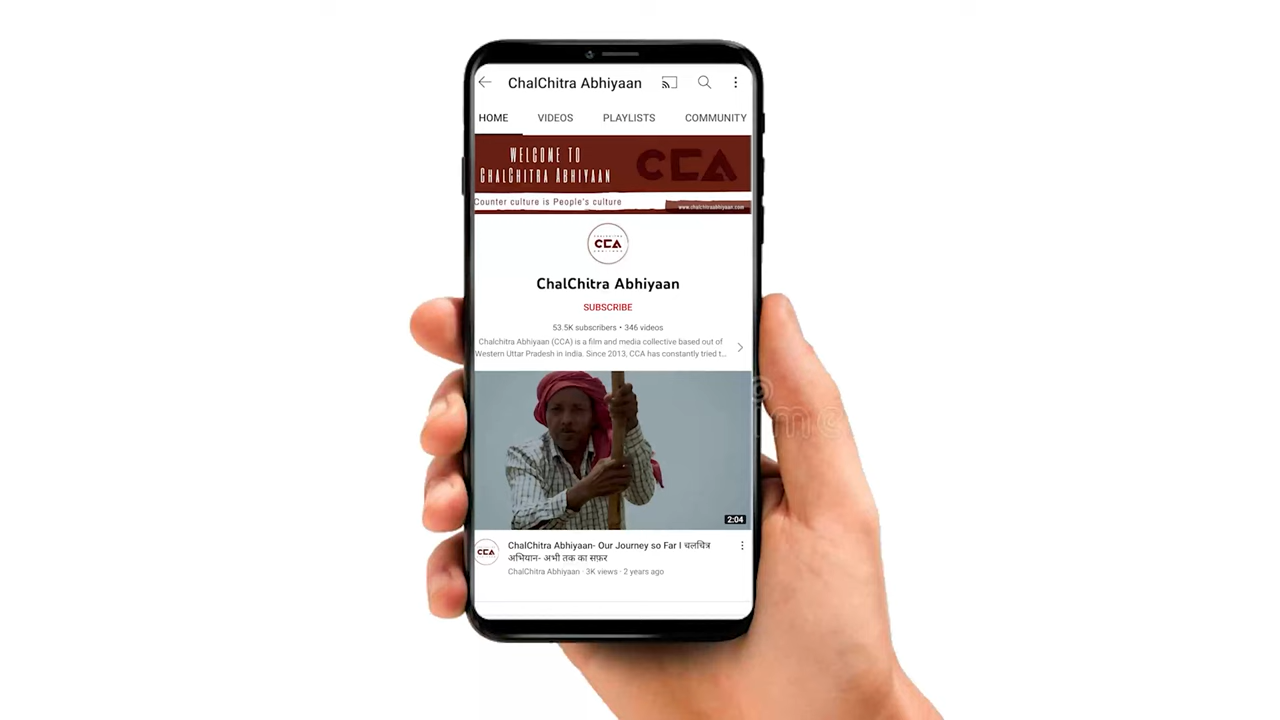 ChalChitra Abhiyaan
HOME VIDEOS PLAYLISTS COMMUNITY
WELCOME TO
CHALCHITRA ABHIYAAN
CCA
Counter culture is People's culture
www.chalchitraabhiyaan.com
CHALCHITRA
CCA
ABHIYAAN
ChalChitra Abhiyaan
SUBSCRIBE
53.5K subscribers • 346 videos
Chalchitra Abhiyaan (CCA) is a film and media collective based out of
Western Uttar Pradesh in India. Since 2013, CCA has constantly tried t...
2:04
CCA
ChalChitra Abhiyaan- Our Journey so Far I चलचित्र
अभियान- अभी तक का सफ़र
ChalChitra Abhiyaan · 3K views · 2 years ago